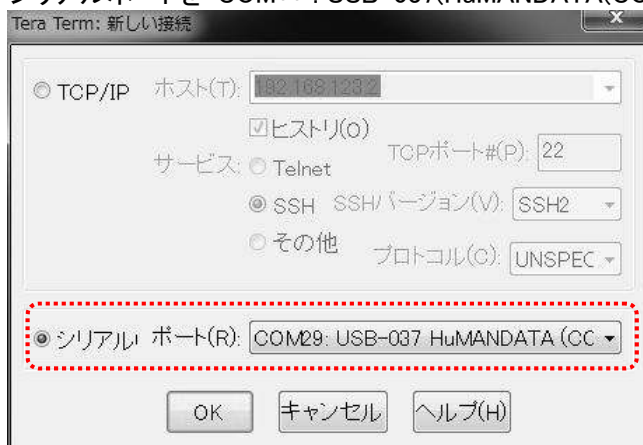 Tera Term: 新しい接続
TCP/IP ホスト(T): 192.168.123.2
ヒストリ(O)
サービス: Telnet TCPポート#(P): 22
SSH SSHバージョン(V): SSH2
その他 プロトコル(C): UNSPEC
シリアル ポート(R): COM29: USB-037 HuMANDATA (CC
OK キャンセル ヘルプ(H)